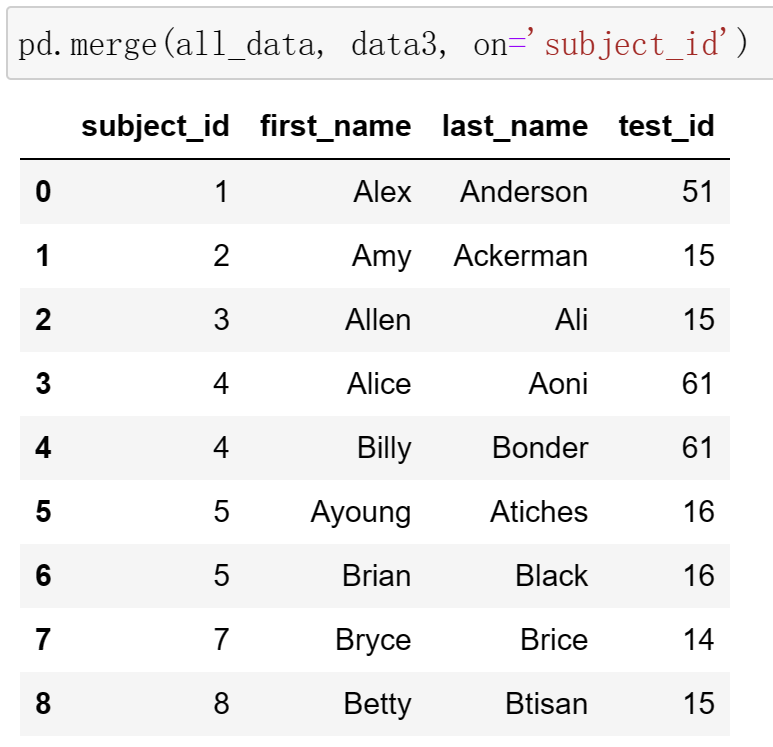 pd.merge(all_data, data3, on='subject_id')
subject_id first_name last_name test_id
0 1 Alex Anderson 51
1 2 Amy Ackerman 15
2 3 Allen Ali 15
3 4 Alice Aoni 61
4 4 Billy Bonder 61
5 5 Ayoung Atiches 16
6 5 Brian Black 16
7 7 Bryce Brice 14
8 8 Betty Btisan 15